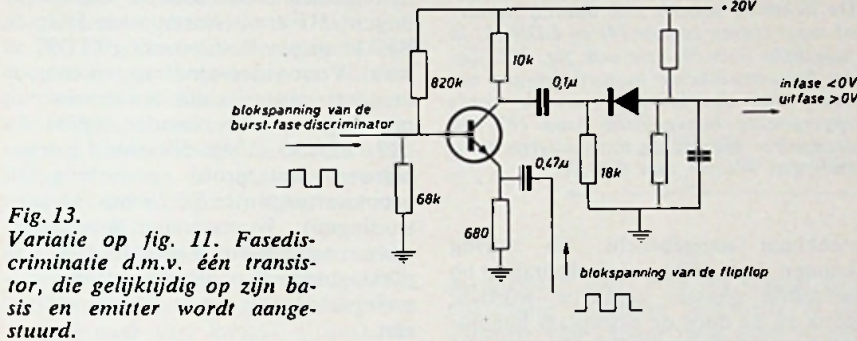 +20V
820k
10k
0,1µ
in fase <0V
uit fase >0V
blokspanning van de
burst-fasediscriminator
0,47µ
18k
68k
680
blokspanning van de flipflop
Fig. 13.
Variatie op fig. 11. Fasedis-
criminatie d.m.v. één transis-
tor, die gelijktijdig op zijn ba-
sis en emitter wordt aange-
stuurd.